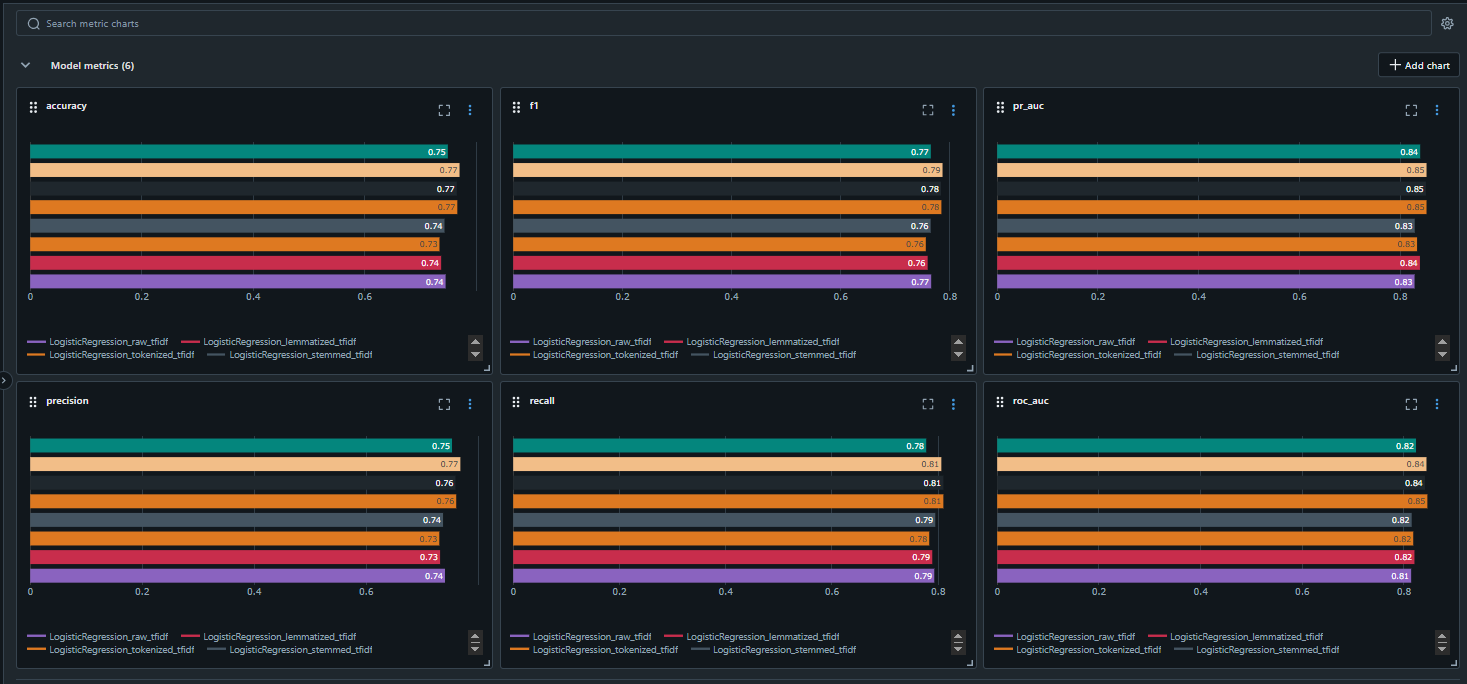 Search metric charts
Model metrics (6)
Add chart
accuracy
0.75
0.77
0.77
0.77
0.74
0.73
0.74
0.74
0 0.2 0.4 0.6
LogisticRegression_raw_tfidf LogisticRegression_lemmatized_tfidf
LogisticRegression_tokenized_tfidf LogisticRegression_stemmed_tfidf
f1
0.77
0.79
0.78
0.78
0.76
0.76
0.76
0.77
0 0.2 0.4 0.6 0.8
LogisticRegression_raw_tfidf LogisticRegression_lemmatized_tfidf
LogisticRegression_tokenized_tfidf LogisticRegression_stemmed_tfidf
pr_auc
0.84
0.85
0.85
0.85
0.83
0.83
0.84
0.83
0 0.2 0.4 0.6 0.8
LogisticRegression_raw_tfidf LogisticRegression_lemmatized_tfidf
LogisticRegression_tokenized_tfidf LogisticRegression_stemmed_tfidf
precision
0.75
0.77
0.76
0.76
0.74
0.73
0.73
0.74
0 0.2 0.4 0.6
LogisticRegression_raw_tfidf LogisticRegression_lemmatized_tfidf
LogisticRegression_tokenized_tfidf LogisticRegression_stemmed_tfidf
recall
0.78
0.81
0.81
0.81
0.79
0.78
0.79
0.79
0 0.2 0.4 0.6 0.8
LogisticRegression_raw_tfidf LogisticRegression_lemmatized_tfidf
LogisticRegression_tokenized_tfidf LogisticRegression_stemmed_tfidf
roc_auc
0.82
0.84
0.84
0.85
0.82
0.82
0.82
0.81
0 0.2 0.4 0.6 0.8
LogisticRegression_raw_tfidf LogisticRegression_lemmatized_tfidf
LogisticRegression_tokenized_tfidf LogisticRegression_stemmed_tfidf